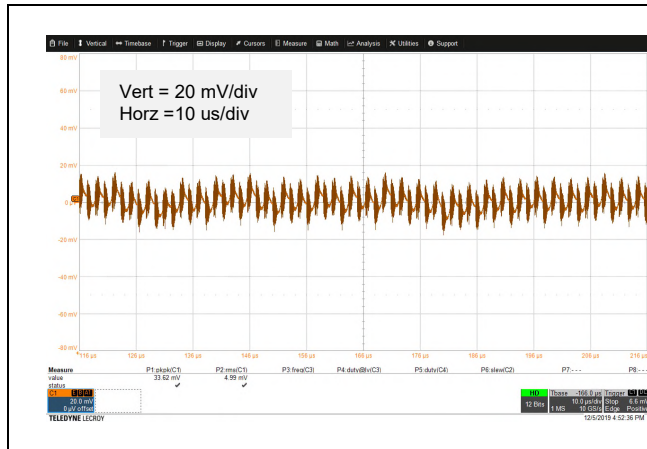 File Vertical Timebase Trigger Display Cursors Measure Math Analysis Utilities Support
80 mV
Vert = 20 mV/div
Horz =10 us/div
60 mV
40 mV
20 mV
-20 mV
-40 mV
-60 mV
-80 mV
116 µs 126 µs 136 µs 146 µs 156 µs 166 µs 176 µs 186 µs 196 µs 206 µs 216 µs
Measure P1:pkpk(C1) P2:rms(C1) P3:freq(C3) P4:duty@lv(C3) P5:duty(C4) P6:slew(C2) P7:--- P8:---
value 33.62 mV 4.99 mV
status
C1 HD Tbase -166.0 µs Trigger
20.0 mV 12 Bits 10.0 µs/div Stop 6.6 mV
0 µV offset 1 MS 10 GS/s Edge Positive
TELEDYNE LECROY 12/5/2019 4:52:36 PM